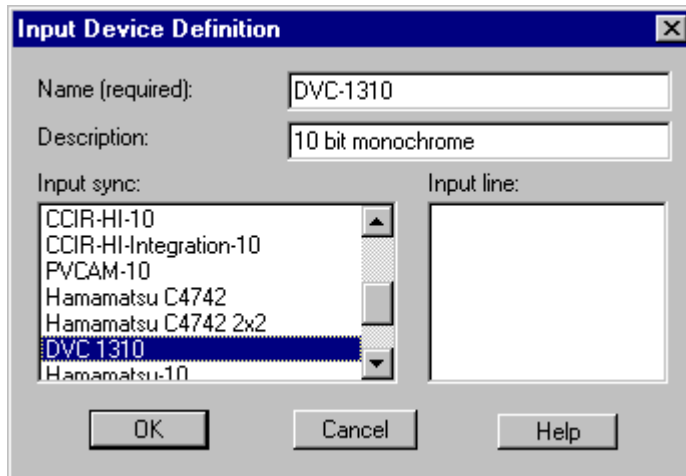 Input Device Definition
Name (required):
DVC-1310
Description:
10 bit monochrome
Input sync:
Input line:
CCIR-HI-10
CCIR-HI-Integration-10
PVCAM-10
Hamamatsu C4742
Hamamatsu C4742 2x2
DVC 1310
Hamamatsu-10
OK
Cancel
Help